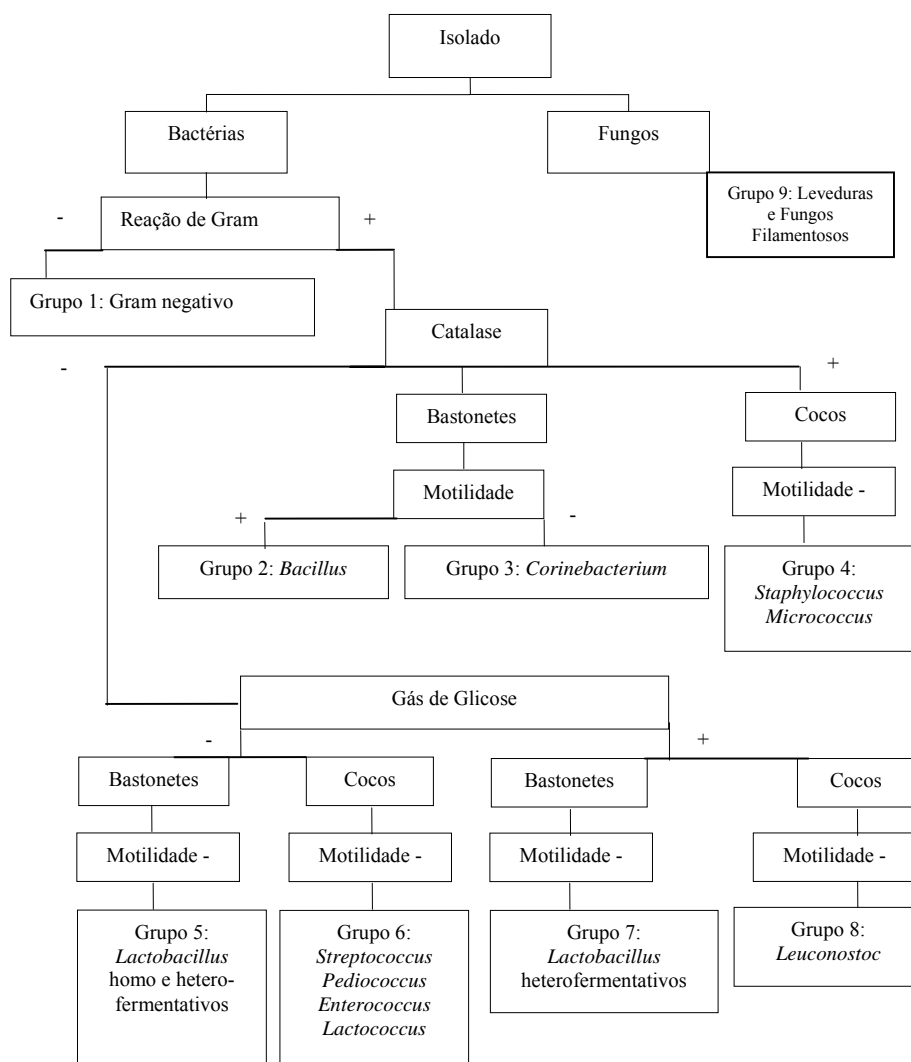 Isolado
Bactérias
Fungos
Grupo 9: Leveduras
e Fungos
Filamentosos
-
Reação de Gram
+
Grupo 1: Gram negativo
Catalase
-
+
Bastonetes
Cocos
Motilidade
Motilidade -
+
-
Grupo 2: Bacillus
Grupo 3: Corinebacterium
Grupo 4:
Staphylococcus
Micrococcus
Gás de Glicose
-
+
Bastonetes
Cocos
Bastonetes
Cocos
Motilidade -
Motilidade -
Motilidade -
Motilidade -
Grupo 5:
Lactobacillus
homo e hetero-
fermentativos
Grupo 6:
Streptococcus
Pediococcus
Enterococcus
Lactococcus
Grupo 7:
Lactobacillus
heterofermentativos
Grupo 8:
Leuconostoc